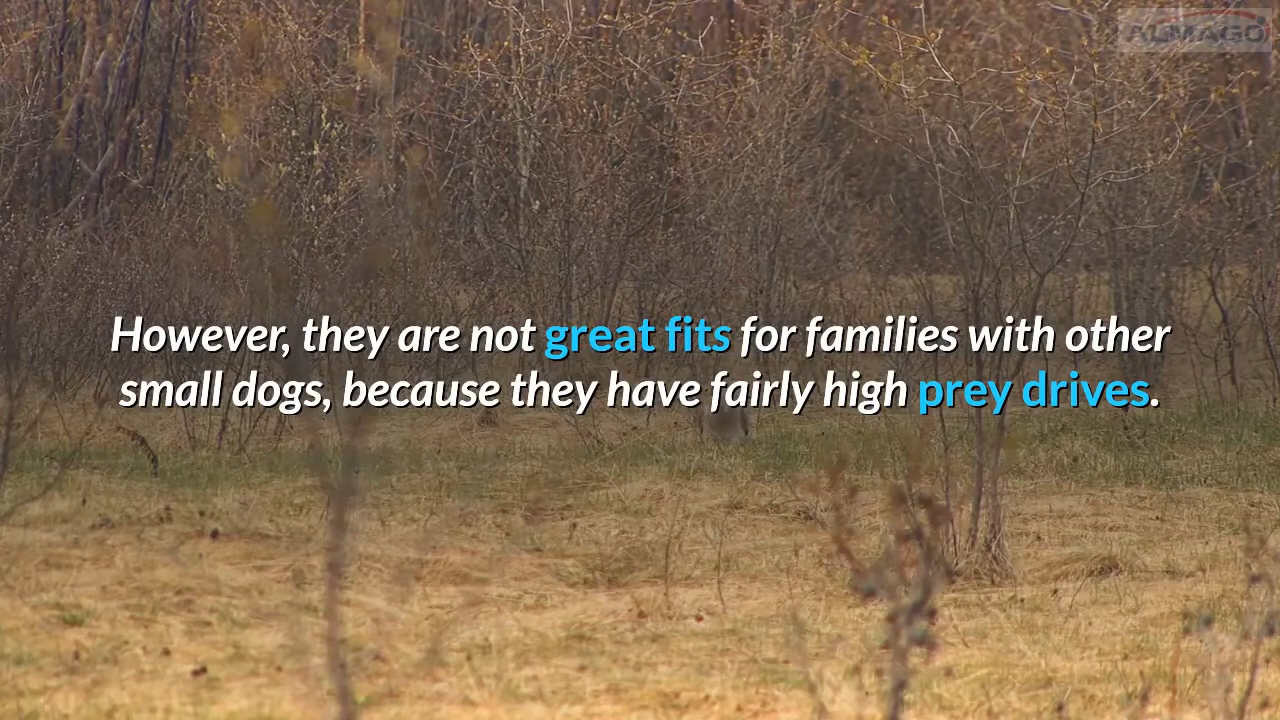 ALMAGO
However, they are not great fits for families with other
small dogs, because they have fairly high prey drives.